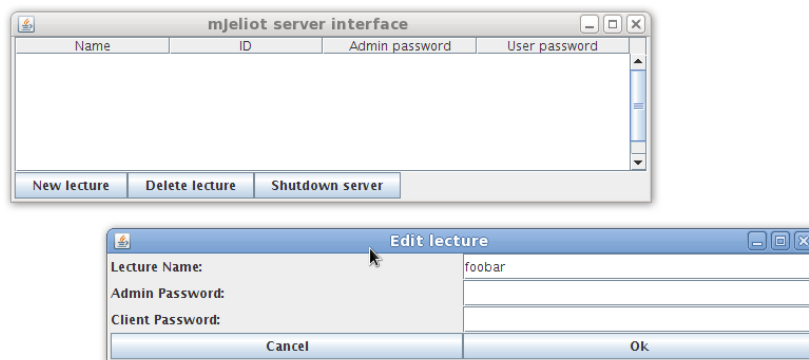 mJeliot server interface
Name ID Admin password User password
New lecture Delete lecture Shutdown server
Edit lecture
Lecture Name: foobar
Admin Password:
Client Password:
Cancel Ok